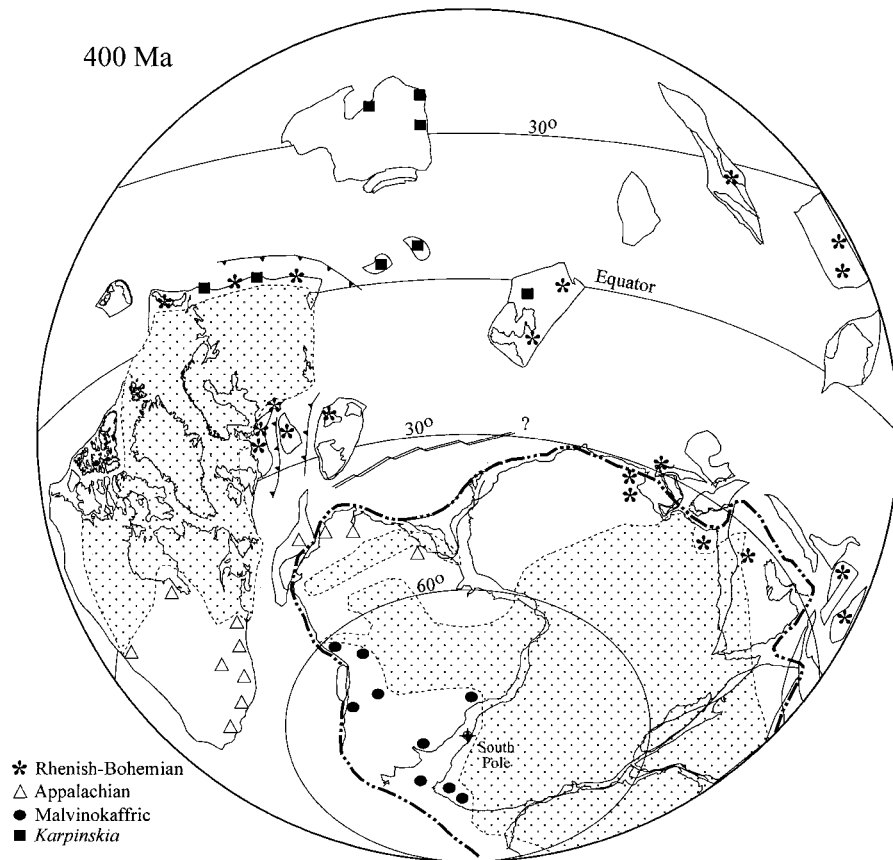 400 Ma
30°
Equator
30°
?
60°
South
Pole
Rhenish-Bohemian
Appalachian
Malvinokaffric
Karpinskia